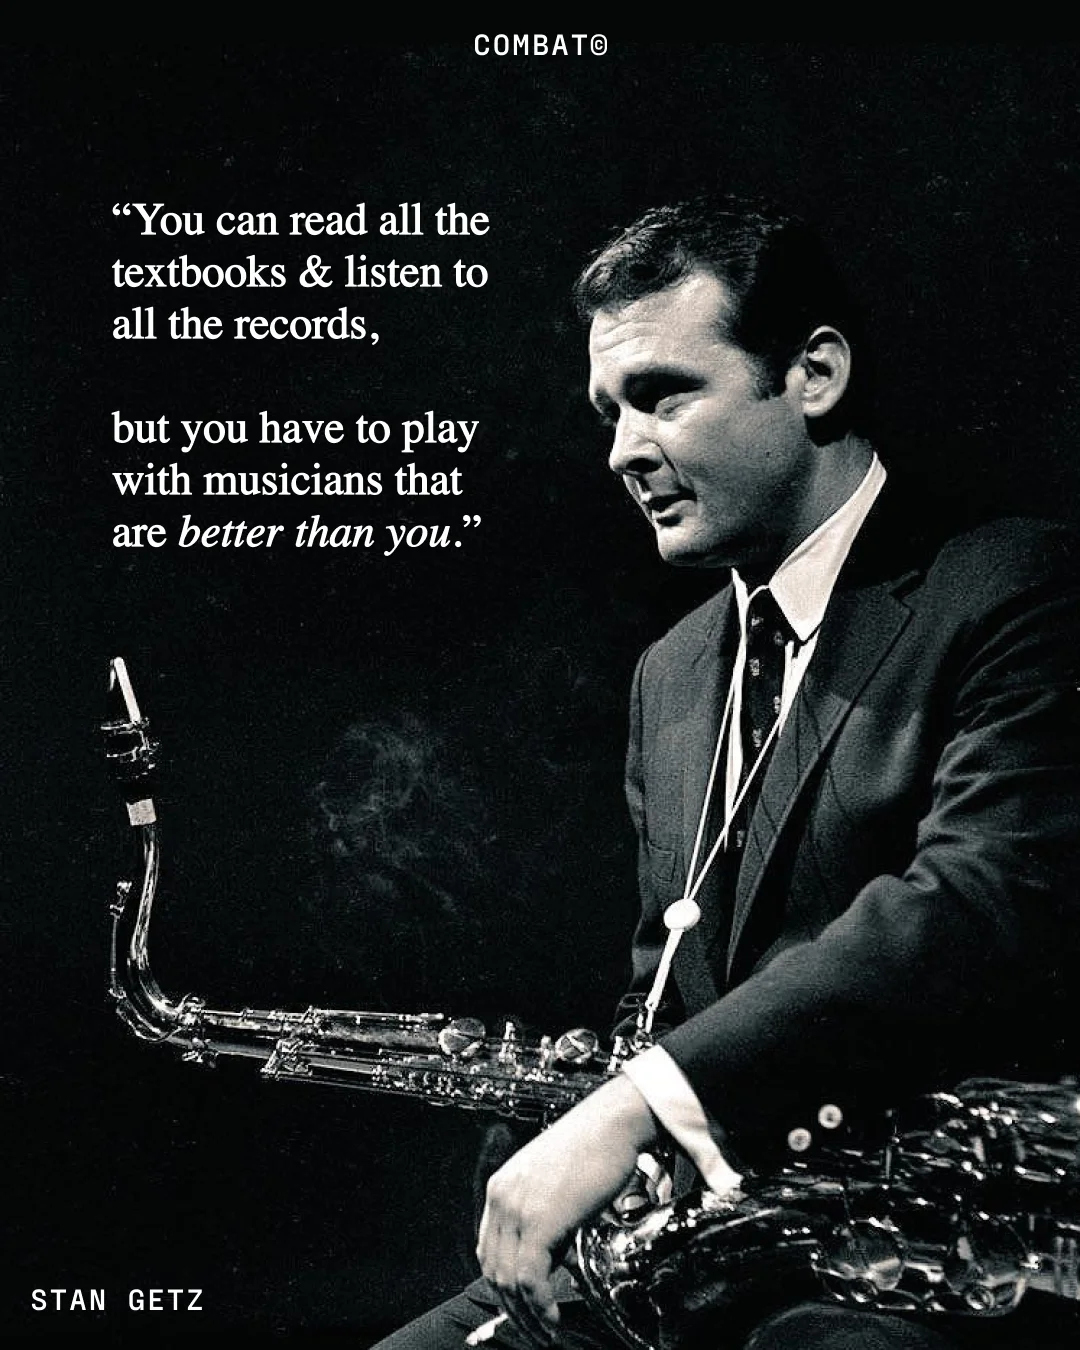 COMBAT©
“You can read all the
textbooks & listen to
all the records,
but you have to play
with musicians that
are better than you.”
STAN GETZ